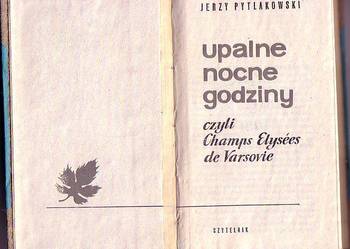 JERZY PYTLAKOWSKI
upalne
nocne
godziny
czyli
Champs Elysées
de Varsovie
CZYTELNIK